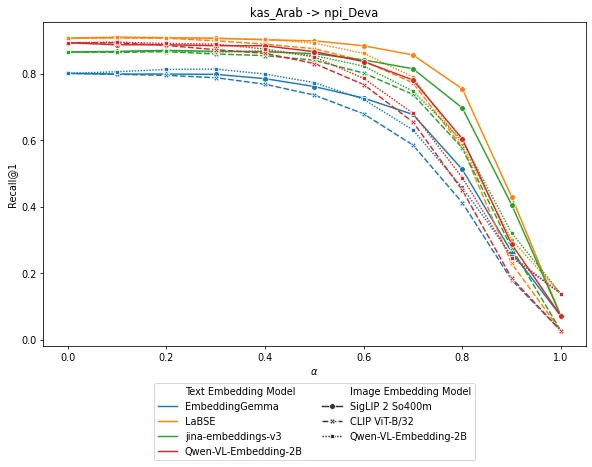 kas_Arab -> npi_Deva
Recall@1
0.8
0.6
0.4
0.2
0.0
0.0 0.2 0.4 0.6 0.8 1.0
α
Text Embedding Model Image Embedding Model
EmbeddingGemma SigLIP 2 So400m
LaBSE CLIP ViT-B/32
jina-embeddings-v3 Qwen-VL-Embedding-2B
Qwen-VL-Embedding-2B